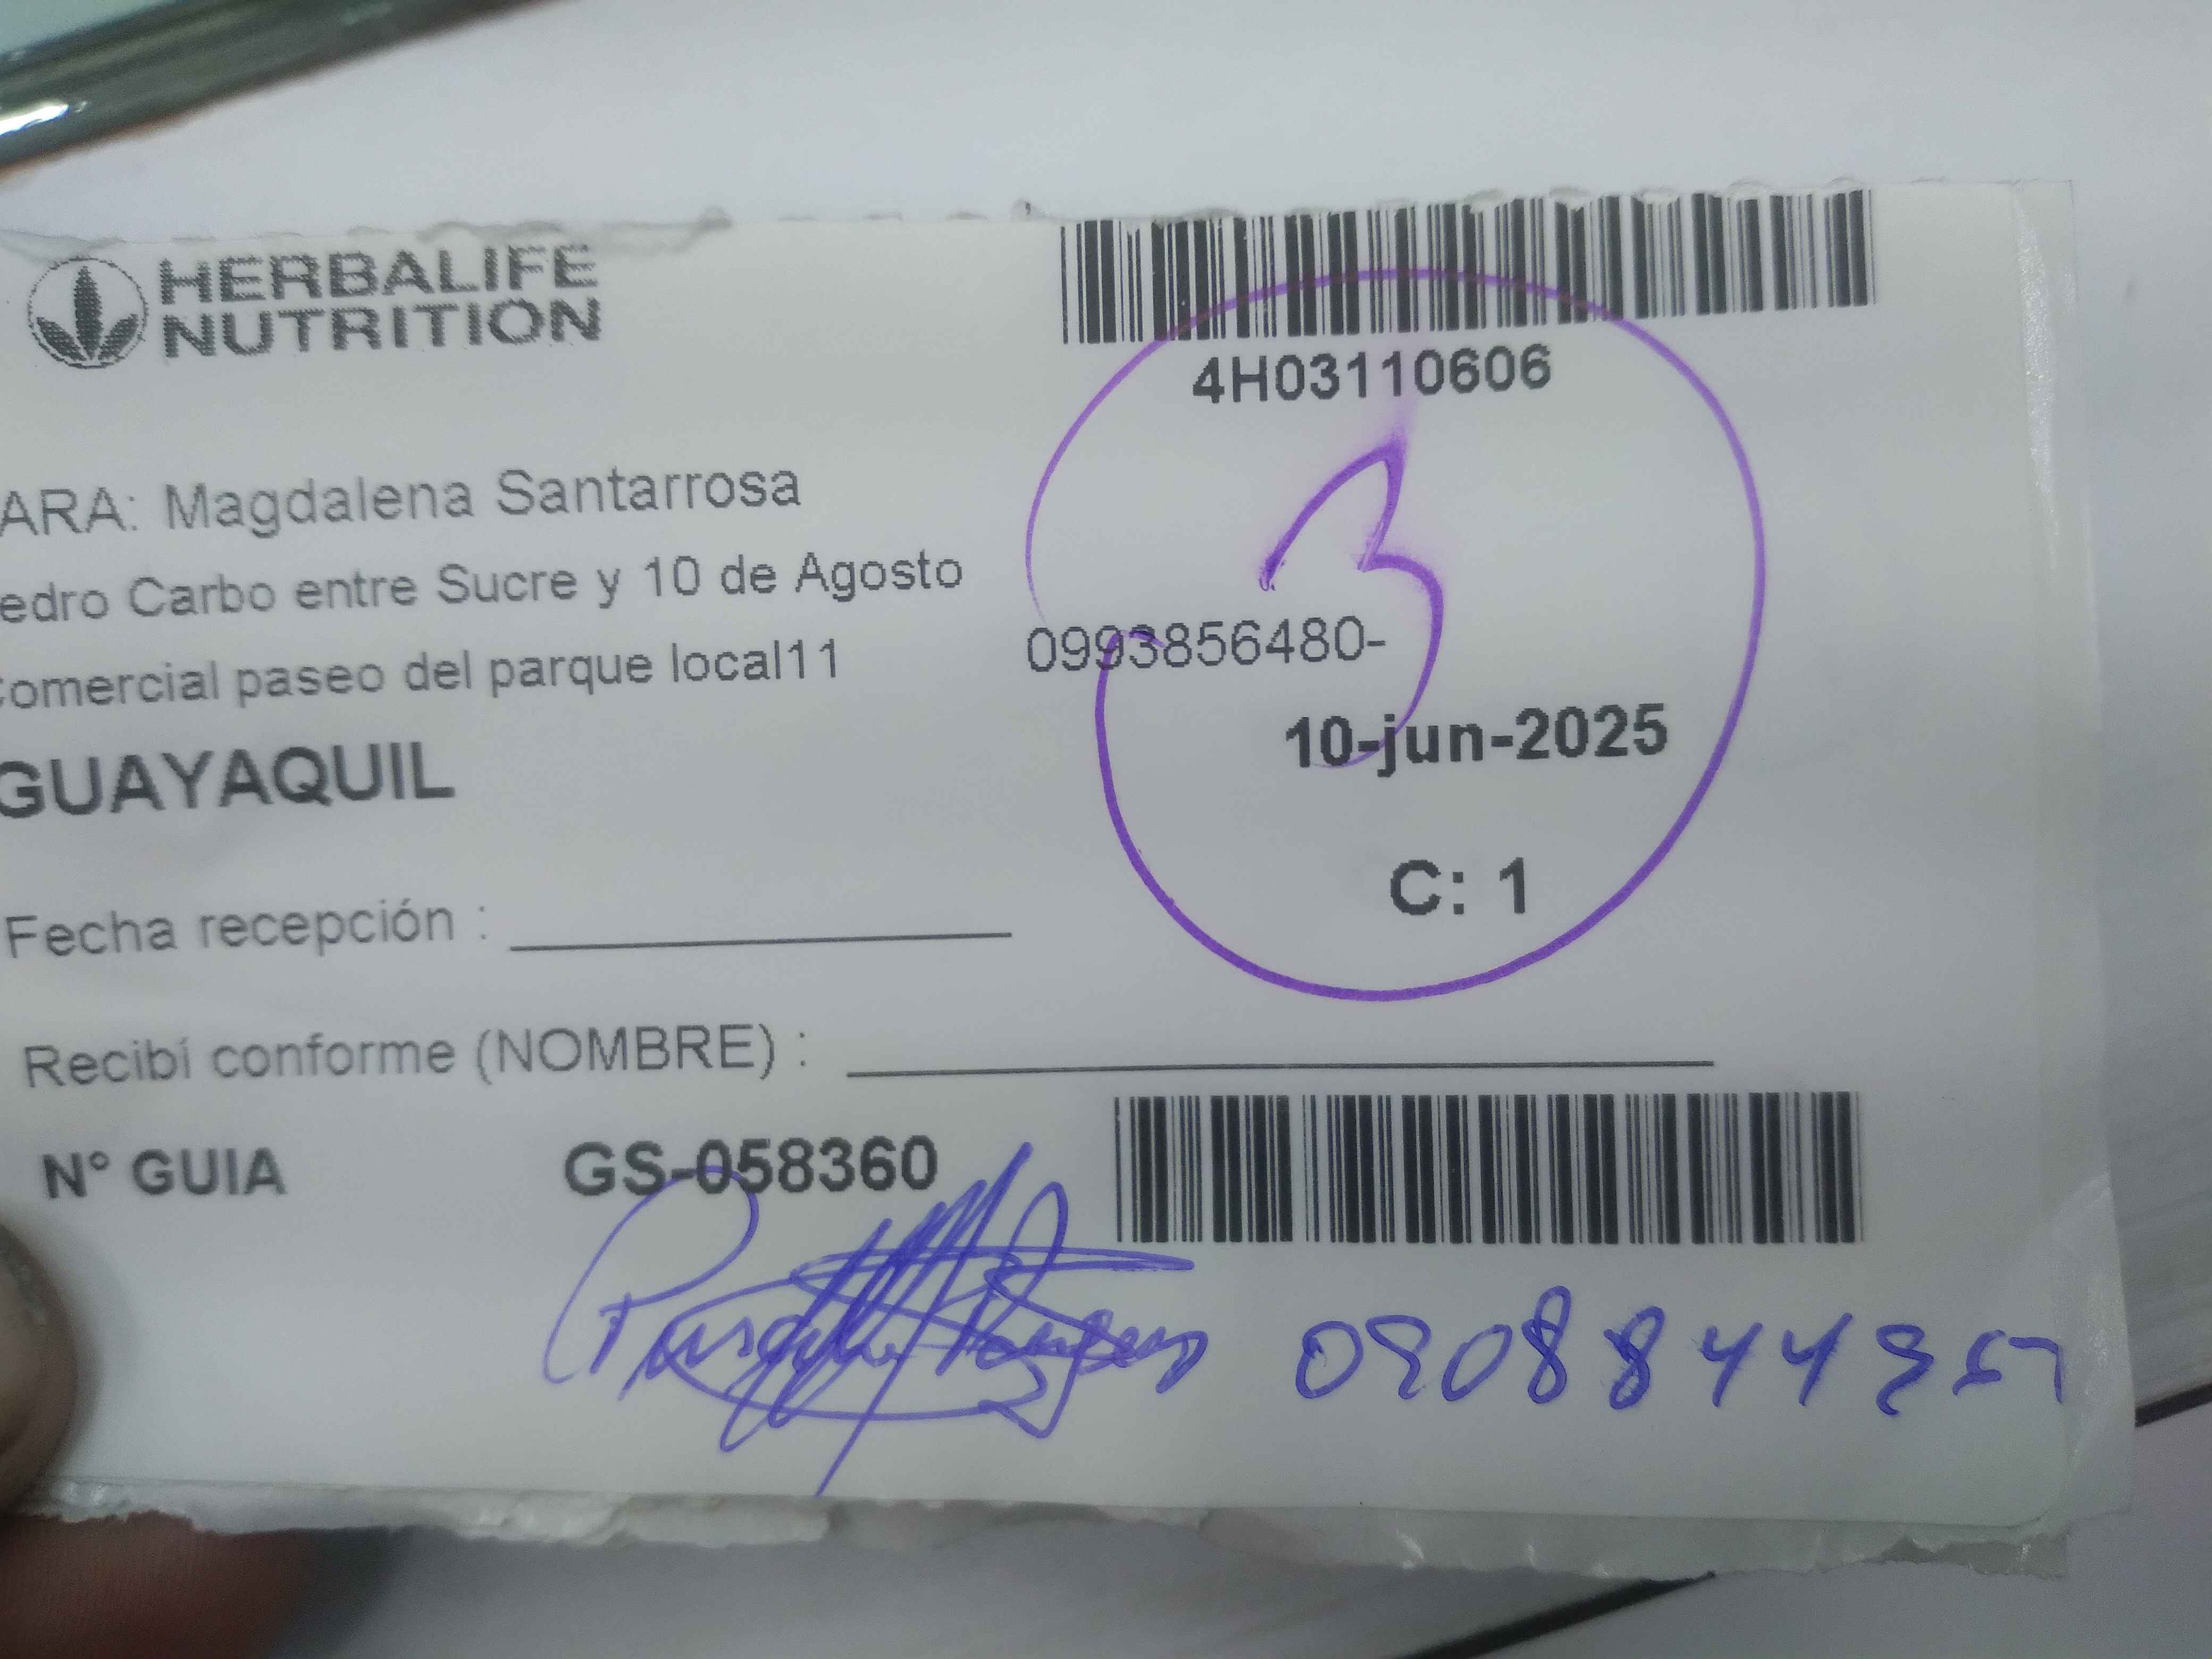 HERBALIFE
NUTRITION
4H03110606
ARA: Magdalena Santarrosa
3
edro Carbo entre Sucre y 10 de Agosto
omercial paseo del parque local11
0993856480-
GUAYAQUIL
10-jun-2025
C: 1
Fecha recepción :
Recibí conforme (NOMBRE) :
N° GUIA GS-058360